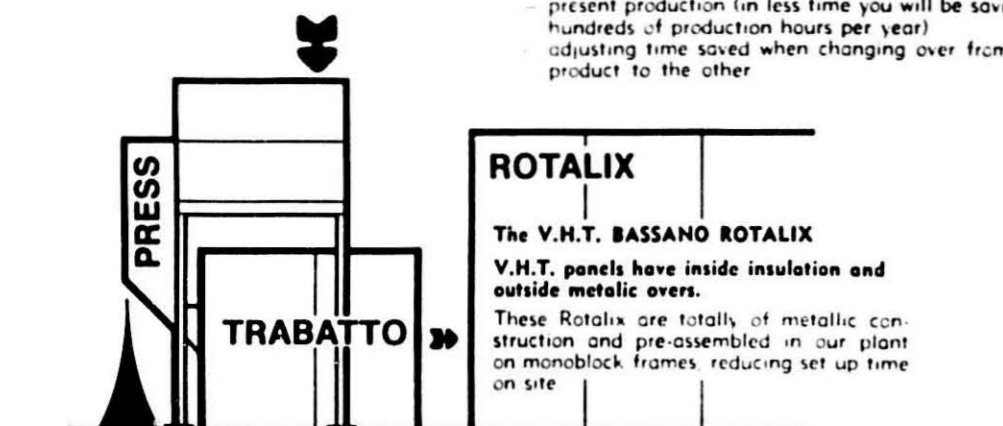 - present production (in less time you will be
hundreds of production hours per year)
- adjusting time saved when changing over from
product to the other
PRESS
TRABATTO
ROTALIX
The V.H.T. BASSANO ROTALIX
V.H.T. panels have inside insulation and
outside metalic overs.
These Rotalix are totally of metallic con-
struction and pre-assembled in our plant
on monoblock frames, reducing set up time
on site